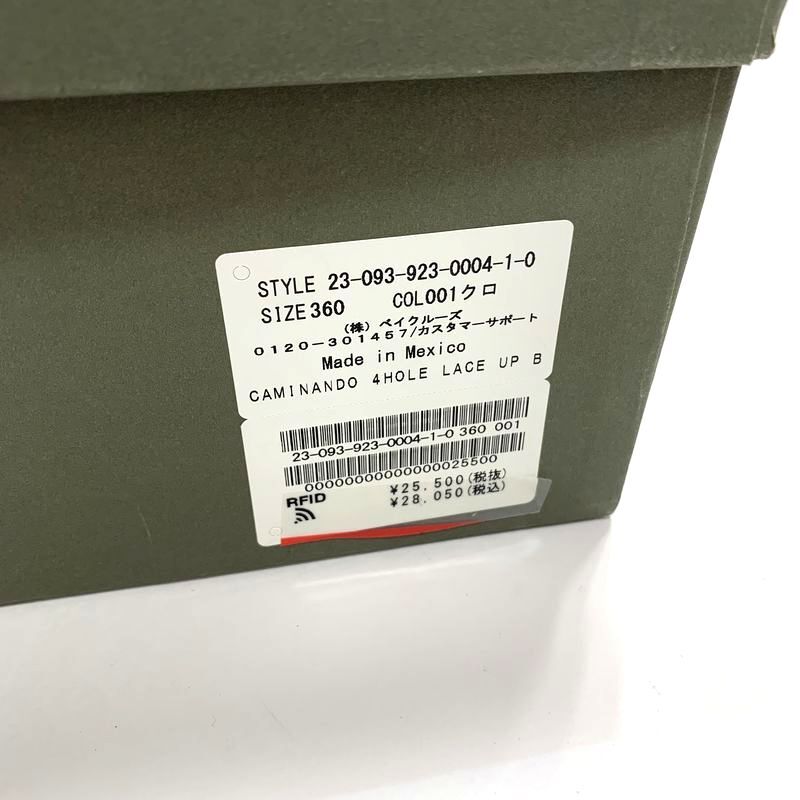 STYLE 23-093-923-0004-1-0
SIZE360 COL001クロ
(株) ベイクルーズ
0120-301457/カスタマーサポート
Made in Mexico
CAMINANDO 4HOLE LACE UP B
23-093-923-0004-1-0 360 001
00000000000000025500
RFID
¥25.500(税抜)
¥28.050(税込)